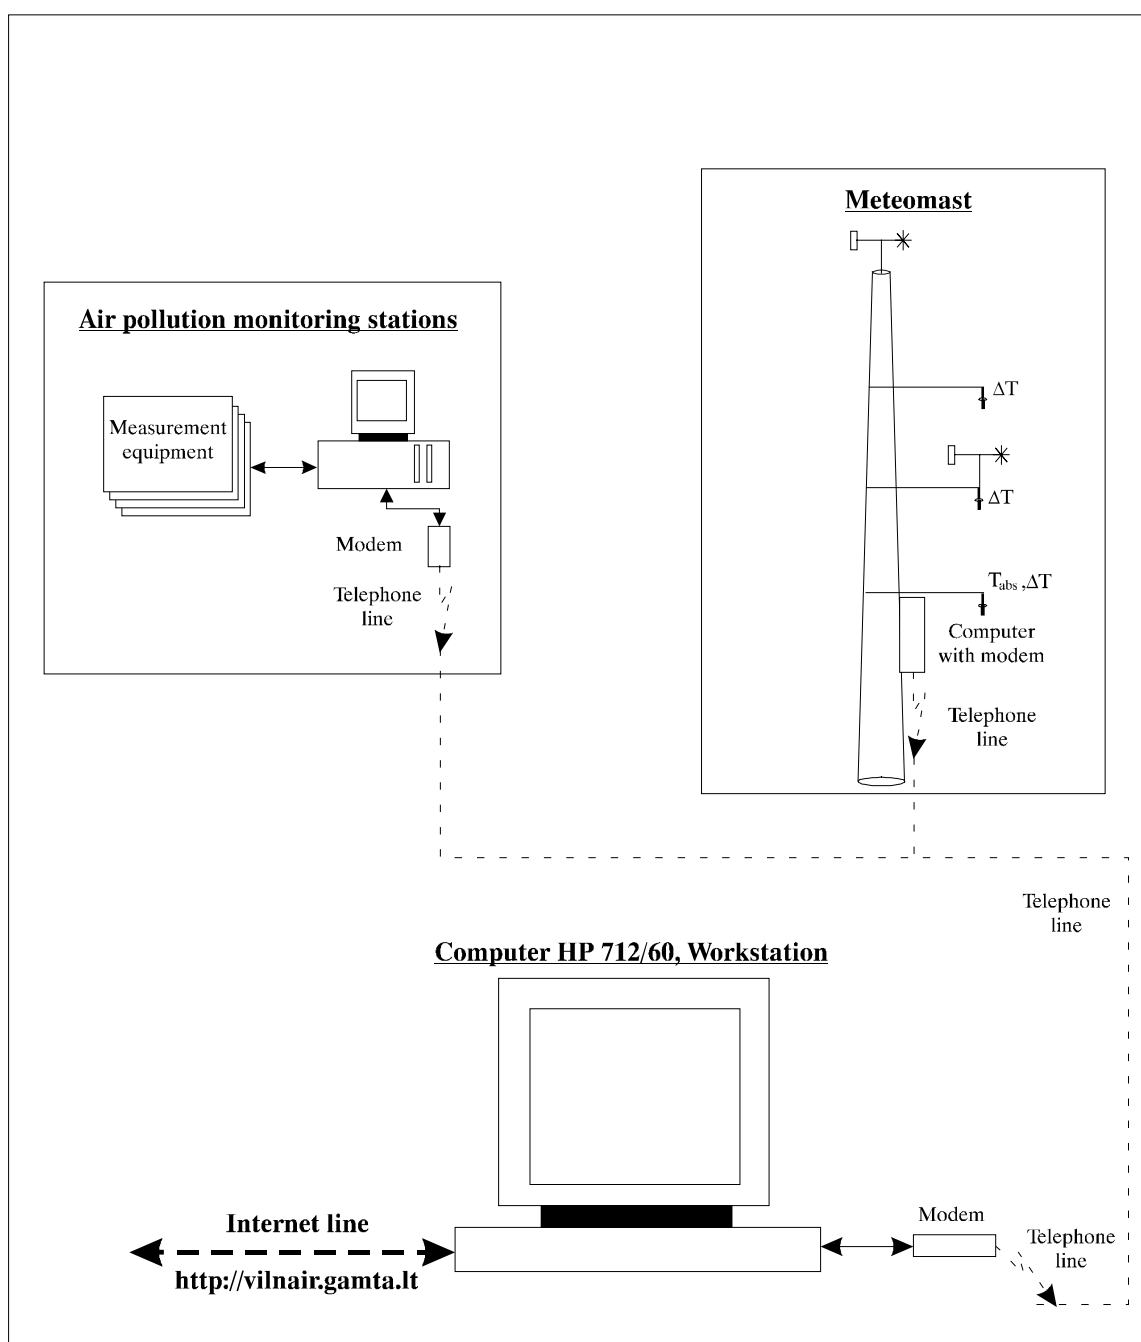 Meteomast
Air pollution monitoring stations
ΔT
Measurement
equipment
ΔT
Modem
Telephone
line
T_abs ,ΔT
Computer
with modem
Telephone
line
Telephone
line
Computer HP 712/60, Workstation
Internet line
http://vilnair.gamta.lt
Modem
Telephone
line